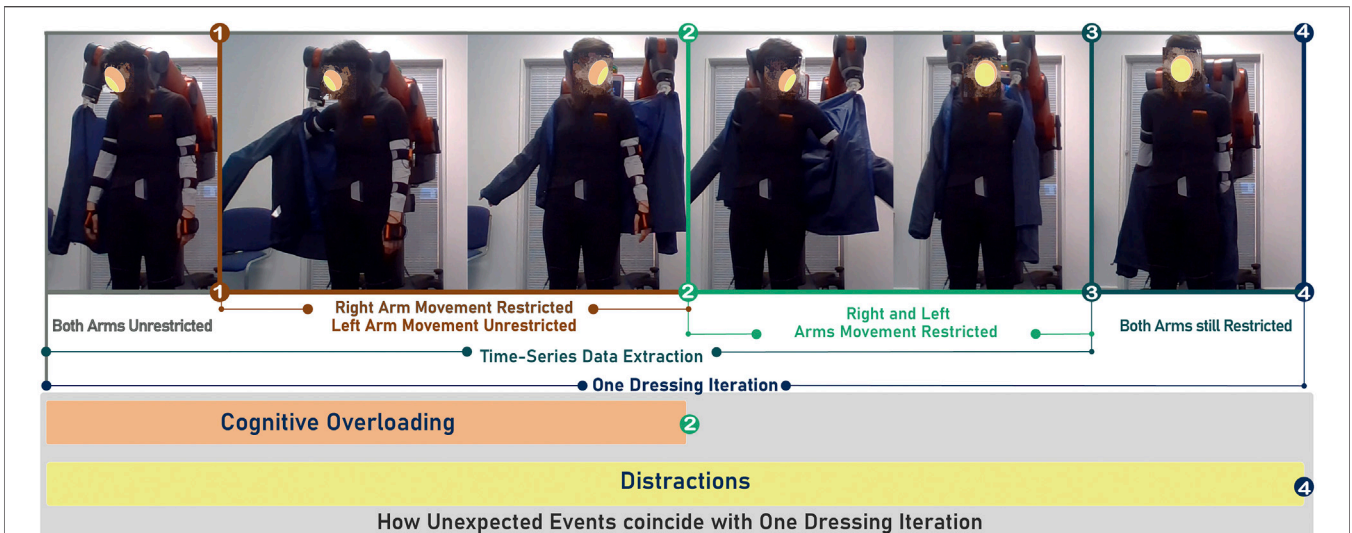 1 2 3 4
1 2 3 4
Both Arms Unrestricted
Right Arm Movement Restricted
Left Arm Movement Unrestricted
Right and Left
Arms Movement Restricted
Both Arms still Restricted
Time-Series Data Extraction
One Dressing Iteration
Cognitive Overloading 2
Distractions 4
How Unexpected Events coincide with One Dressing Iteration